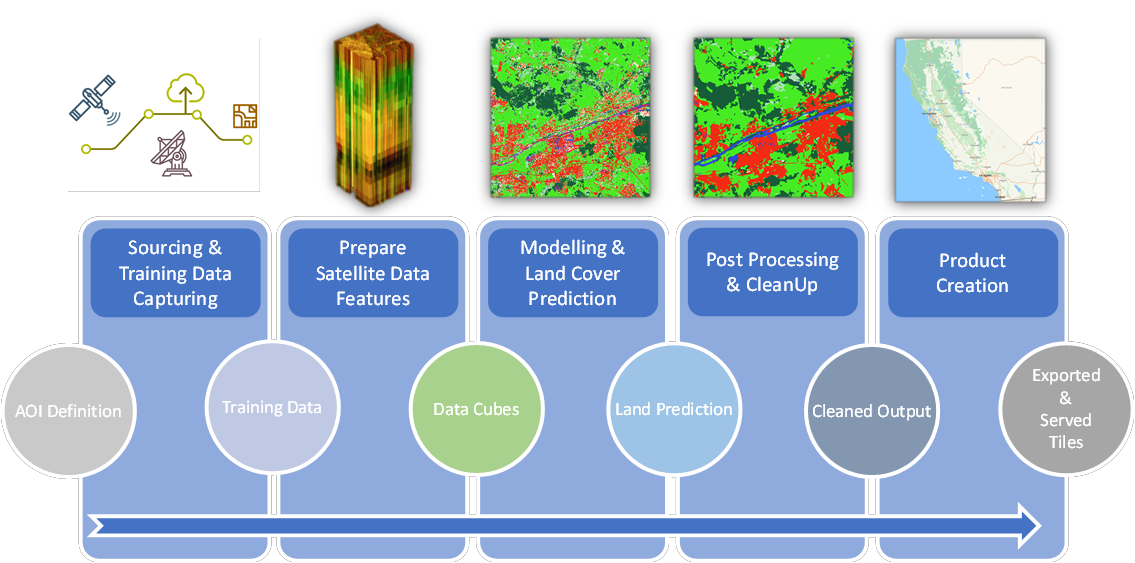 Sourcing &
Training Data
Capturing
Prepare
Satellite Data
Features
Modelling &
Land Cover
Prediction
Post Processing
& CleanUp
Product
Creation
AOI Definition
Training Data
Data Cubes
Land Prediction
Cleaned Output
Exported
&
Served
Tiles